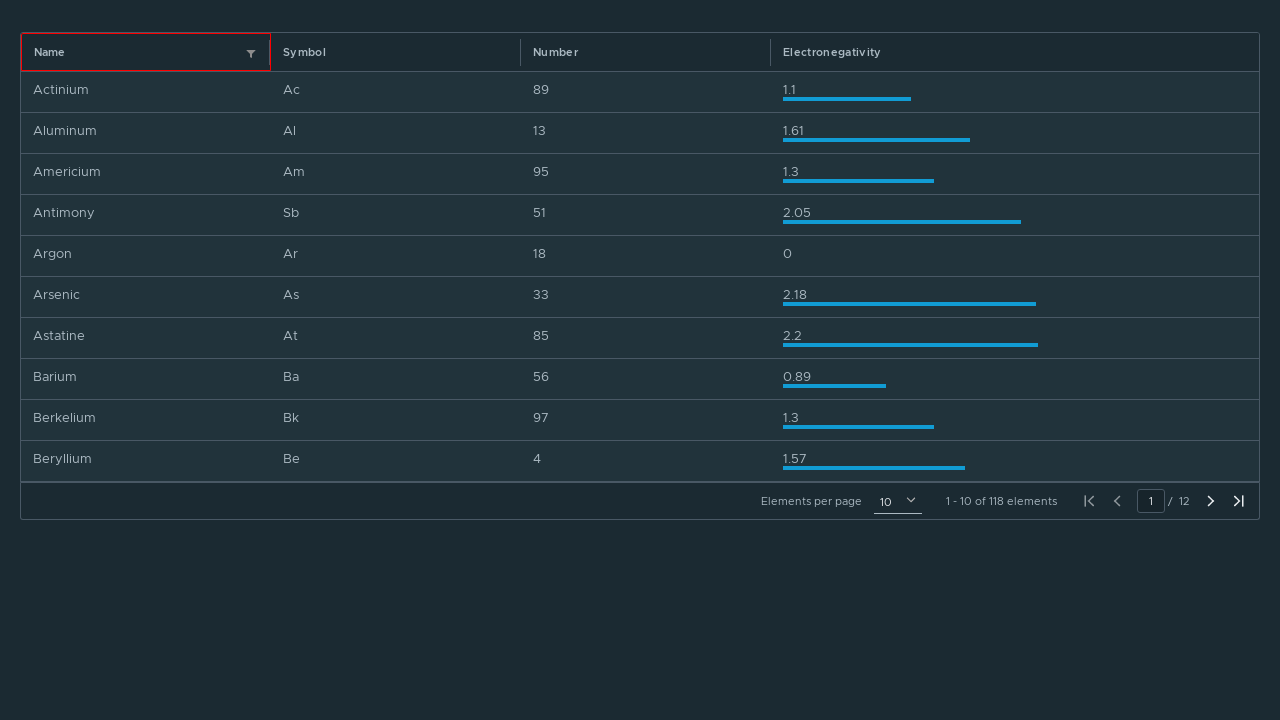 Name Symbol Number Electronegativity
Actinium Ac 89 1.1
Aluminum Al 13 1.61
Americium Am 95 1.3
Antimony Sb 51 2.05
Argon Ar 18 0
Arsenic As 33 2.18
Astatine At 85 2.2
Barium Ba 56 0.89
Berkelium Bk 97 1.3
Beryllium Be 4 1.57
Elements per page 10 1 - 10 of 118 elements 1 / 12